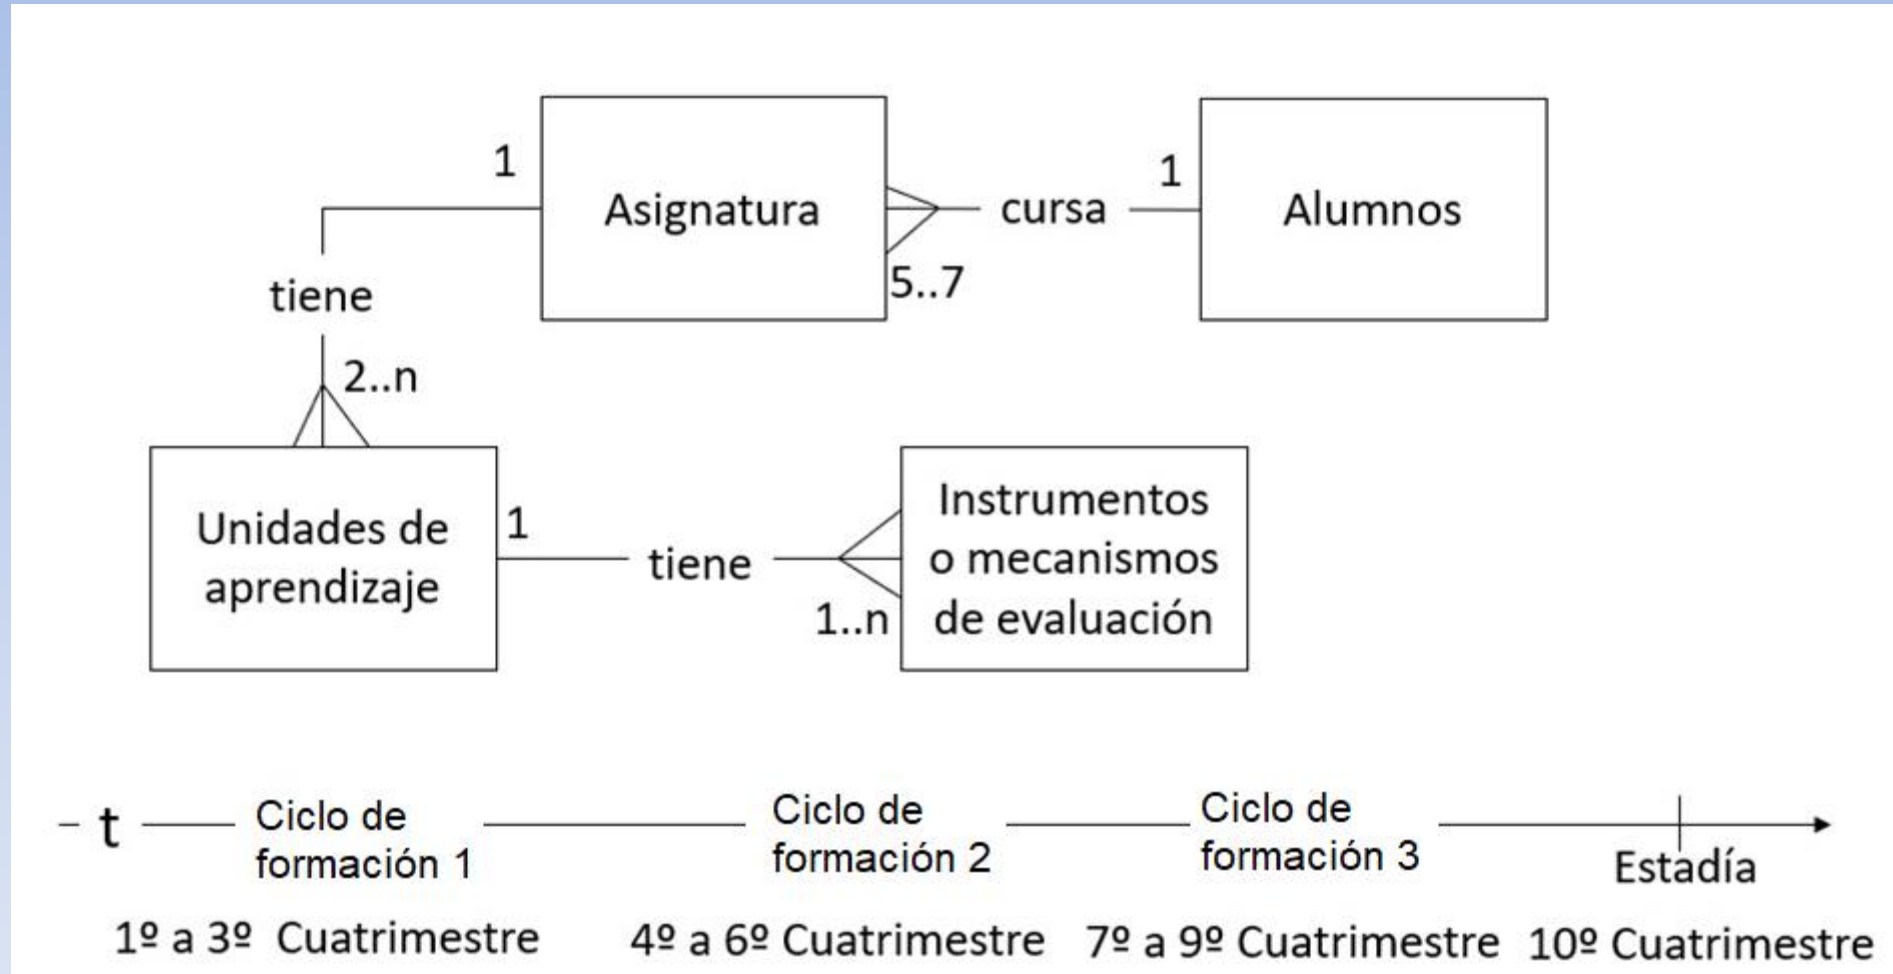 1
Asignatura
cursa
1
Alumnos
5..7
tiene
2..n
Unidades de
aprendizaje
1
tiene
1..n
Instrumentos
o mecanismos
de evaluación
t
Ciclo de
formación 1
Ciclo de
formación 2
Ciclo de
formación 3
Estadía
1º a 3º Cuatrimestre
4º a 6º Cuatrimestre
7º a 9º Cuatrimestre
10º Cuatrimestre